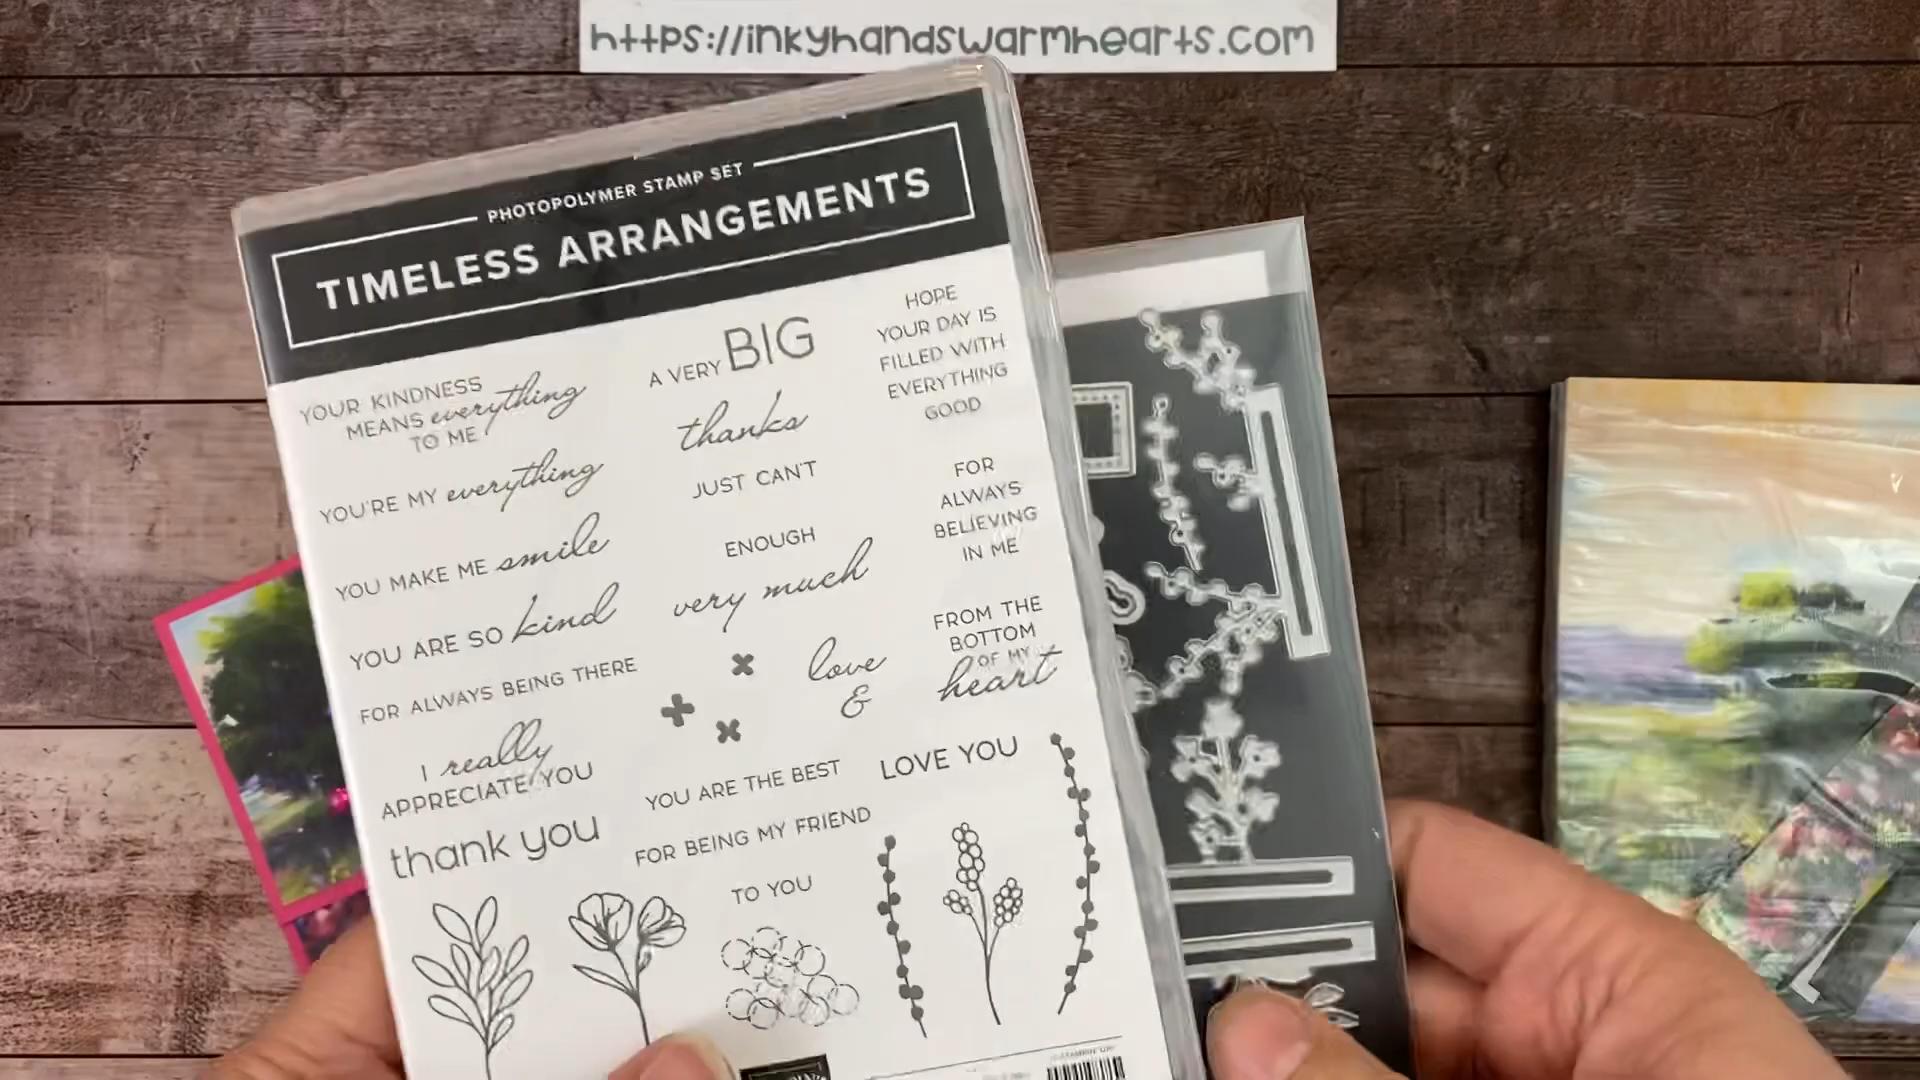 https://inkyhandswarmhearts.com
PHOTOPOLYMER STAMP SET
TIMELESS ARRANGEMENTS
YOUR KINDNESS
MEANS everything
TO ME
YOU'RE MY everything
YOU MAKE ME smile
YOU ARE SO kind
FOR ALWAYS BEING THERE
I really
APPRECIATE YOU
thank you
A VERY BIG
thanks
JUST CAN'T
ENOUGH
very much
love
&
YOU ARE THE BEST
FOR BEING MY FRIEND
TO YOU
HOPE
YOUR DAY IS
FILLED WITH
EVERYTHING
GOOD
FOR
ALWAYS
BELIEVING
IN ME
FROM THE
BOTTOM
OF MY
heart
LOVE YOU